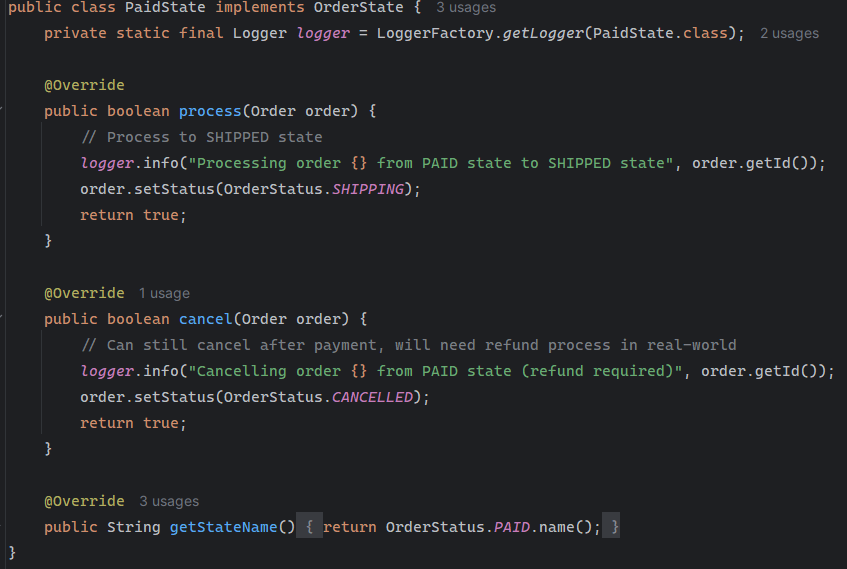 public class PaidState implements OrderState {  3 usages
    private static final Logger logger = LoggerFactory.getLogger(PaidState.class);  2 usages

    @Override
    public boolean process(Order order) {
        // Process to SHIPPED state
        logger.info("Processing order {} from PAID state to SHIPPED state", order.getId());
        order.setStatus(OrderStatus.SHIPPING);
        return true;
    }

    @Override  1 usage
    public boolean cancel(Order order) {
        // Can still cancel after payment, will need refund process in real-world
        logger.info("Cancelling order {} from PAID state (refund required)", order.getId());
        order.setStatus(OrderStatus.CANCELLED);
        return true;
    }

    @Override  3 usages
    public String getStateName() { return OrderStatus.PAID.name(); }
}